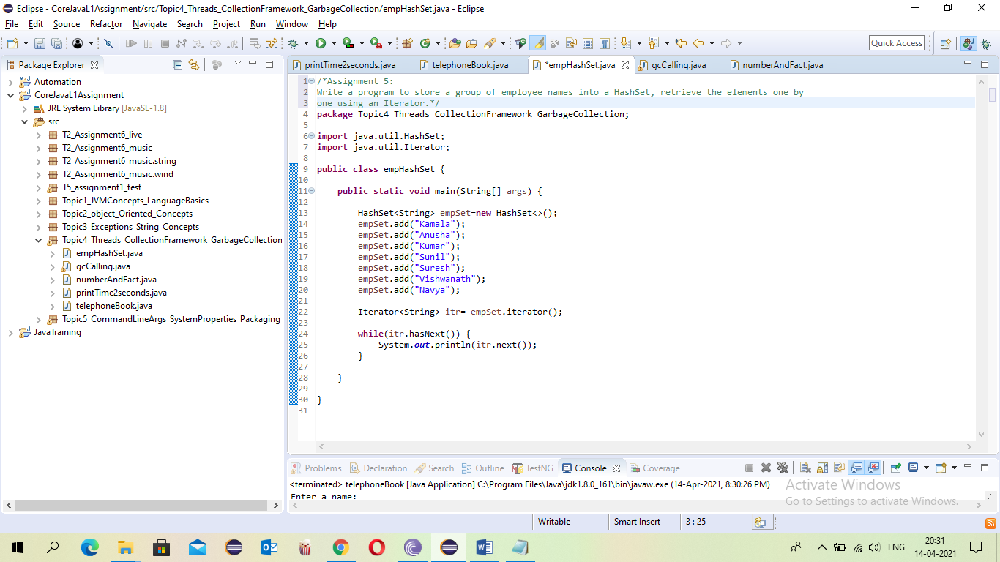 Eclipse - CoreJavaL1Assignment/src/Topic4_Threads_CollectionFramework_GarbageCollection/empHashSet.java - Eclipse
File Edit Source Refactor Navigate Search Project Run Window Help
Quick Access
Package Explorer
Automation
CoreJavaL1Assignment
JRE System Library [JavaSE-1.8]
src
T2_Assignment6_live
T2_Assignment6_music
T2_Assignment6_music.string
T2_Assignment6_music.wind
T5_assignment1_test
Topic1_JVMConcepts_LanguageBasics
Topic2_object_Oriented_Concepts
Topic3_Exceptions_String_Concepts
Topic4_Threads_CollectionFramework_GarbageCollection
empHashSet.java
gcCalling.java
numberAndFact.java
printTime2seconds.java
telephoneBook.java
Topic5_CommandLineArgs_SystemProperties_Packaging
JavaTraining
printTime2seconds.java telephoneBook.java *empHashSet.java gcCalling.java numberAndFact.java
1 /*Assignment 5:
2 Write a program to store a group of employee names into a HashSet, retrieve the elements one by
3 one using an Iterator.*/
4 package Topic4_Threads_CollectionFramework_GarbageCollection;
5
6 import java.util.HashSet;
7 import java.util.Iterator;
8
9 public class empHashSet {
10
11 public static void main(String[] args) {
12
13 HashSet<String> empSet=new HashSet<>();
14 empSet.add("Kamala");
15 empSet.add("Anusha");
16 empSet.add("Kumar");
17 empSet.add("Sunil");
18 empSet.add("Suresh");
19 empSet.add("Vishwanath");
20 empSet.add("Navya");
21
22 Iterator<String> itr= empSet.iterator();
23
24 while(itr.hasNext()) {
25 System.out.println(itr.next());
26 }
27
28 }
29
30 }
31
Problems Declaration Search Outline TestNG Console Coverage
<terminated> telephoneBook [Java Application] C:\Program Files\Java\jdk1.8.0_161\bin\javaw.exe (14-Apr-2021, 8:30:26 PM)
Enter a name:
Activate Windows
Go to Settings to activate Windows.
Writable Smart Insert 3 : 25
ENG 20:31
14-04-2021